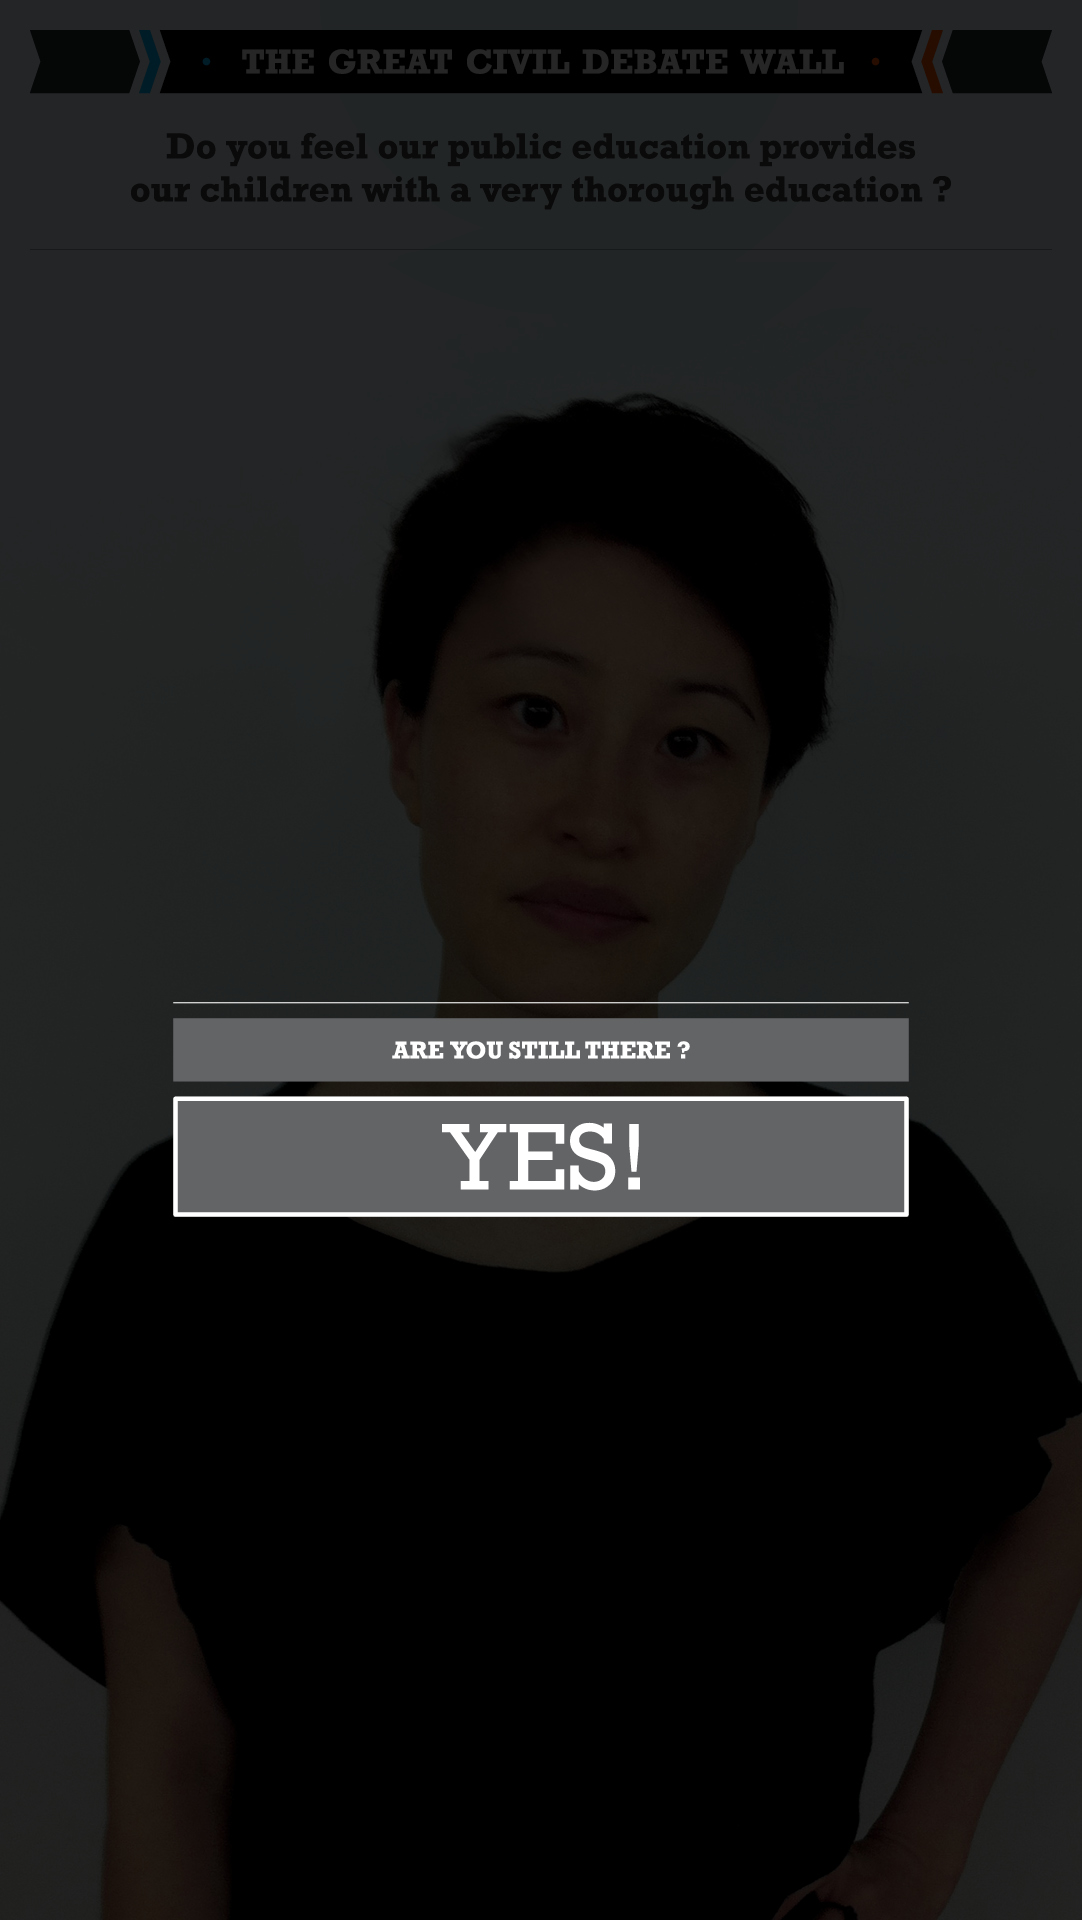 THE GREAT CIVIL DEBATE WALL
Do you feel our public education provides
our children with a very thorough education ?
ARE YOU STILL THERE ?
YES!